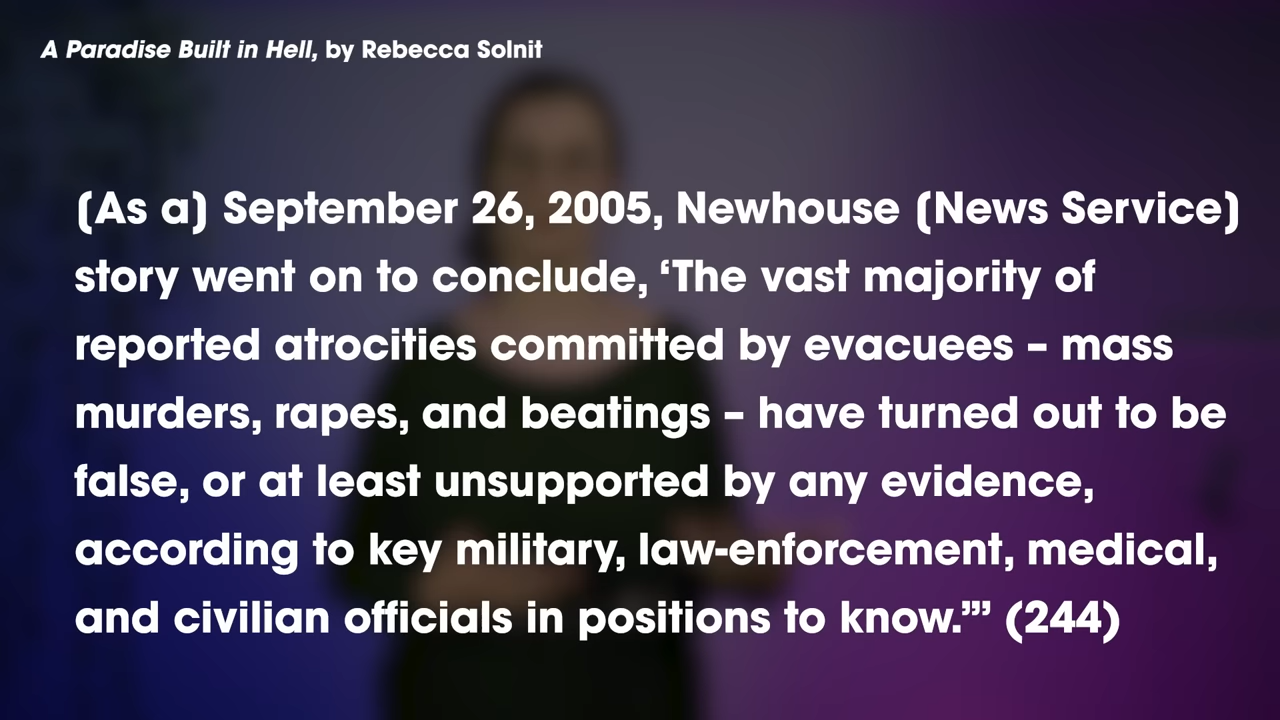 A Paradise Built in Hell, by Rebecca Solnit
(As a) September 26, 2005, Newhouse (News Service)
story went on to conclude, ‘The vast majority of
reported atrocities committed by evacuees – mass
murders, rapes, and beatings – have turned out to be
false, or at least unsupported by any evidence,
according to key military, law-enforcement, medical,
and civilian officials in positions to know.’” (244)